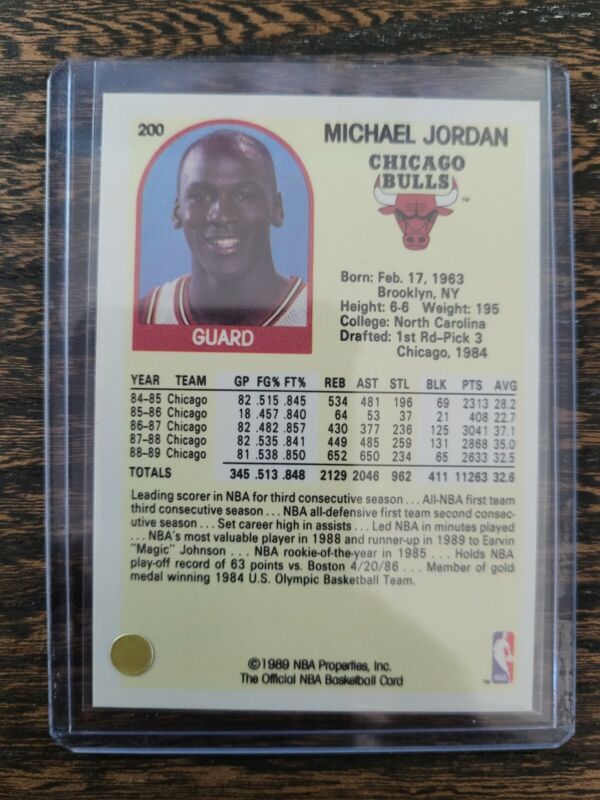 200
MICHAEL JORDAN
CHICAGO
BULLS
™
GUARD
Born: Feb. 17, 1963
Brooklyn, NY
Height: 6-6 Weight: 195
College: North Carolina
Drafted: 1st Rd–Pick 3
Chicago, 1984
YEAR TEAM GP FG% FT% REB AST STL BLK PTS AVG
84-85 Chicago 82 .515 .845 534 481 196 69 2313 28.2
85-86 Chicago 18 .457 .840 64 53 37 21 408 22.7
86-87 Chicago 82 .482 .857 430 377 236 125 3041 37.1
87-88 Chicago 82 .535 .841 449 485 259 131 2868 35.0
88-89 Chicago 81 .538 .850 652 650 234 65 2633 32.5
TOTALS 345 .513 .848 2129 2046 962 411 11263 32.6
Leading scorer in NBA for third consecutive season . . . All-NBA first team
third consecutive season . . . NBA all-defensive first team second consec-
utive season . . . Set career high in assists . . . Led NBA in minutes played
. . . NBA's most valuable player in 1988 and runner-up in 1989 to Earvin
"Magic" Johnson . . . NBA rookie-of-the-year in 1985 . . . Holds NBA
play-off record of 63 points vs. Boston 4/20/86 . . . Member of gold
medal winning 1984 U.S. Olympic Basketball Team.
©1989 NBA Properties, Inc.
The Official NBA Basketball Card
™
NBA